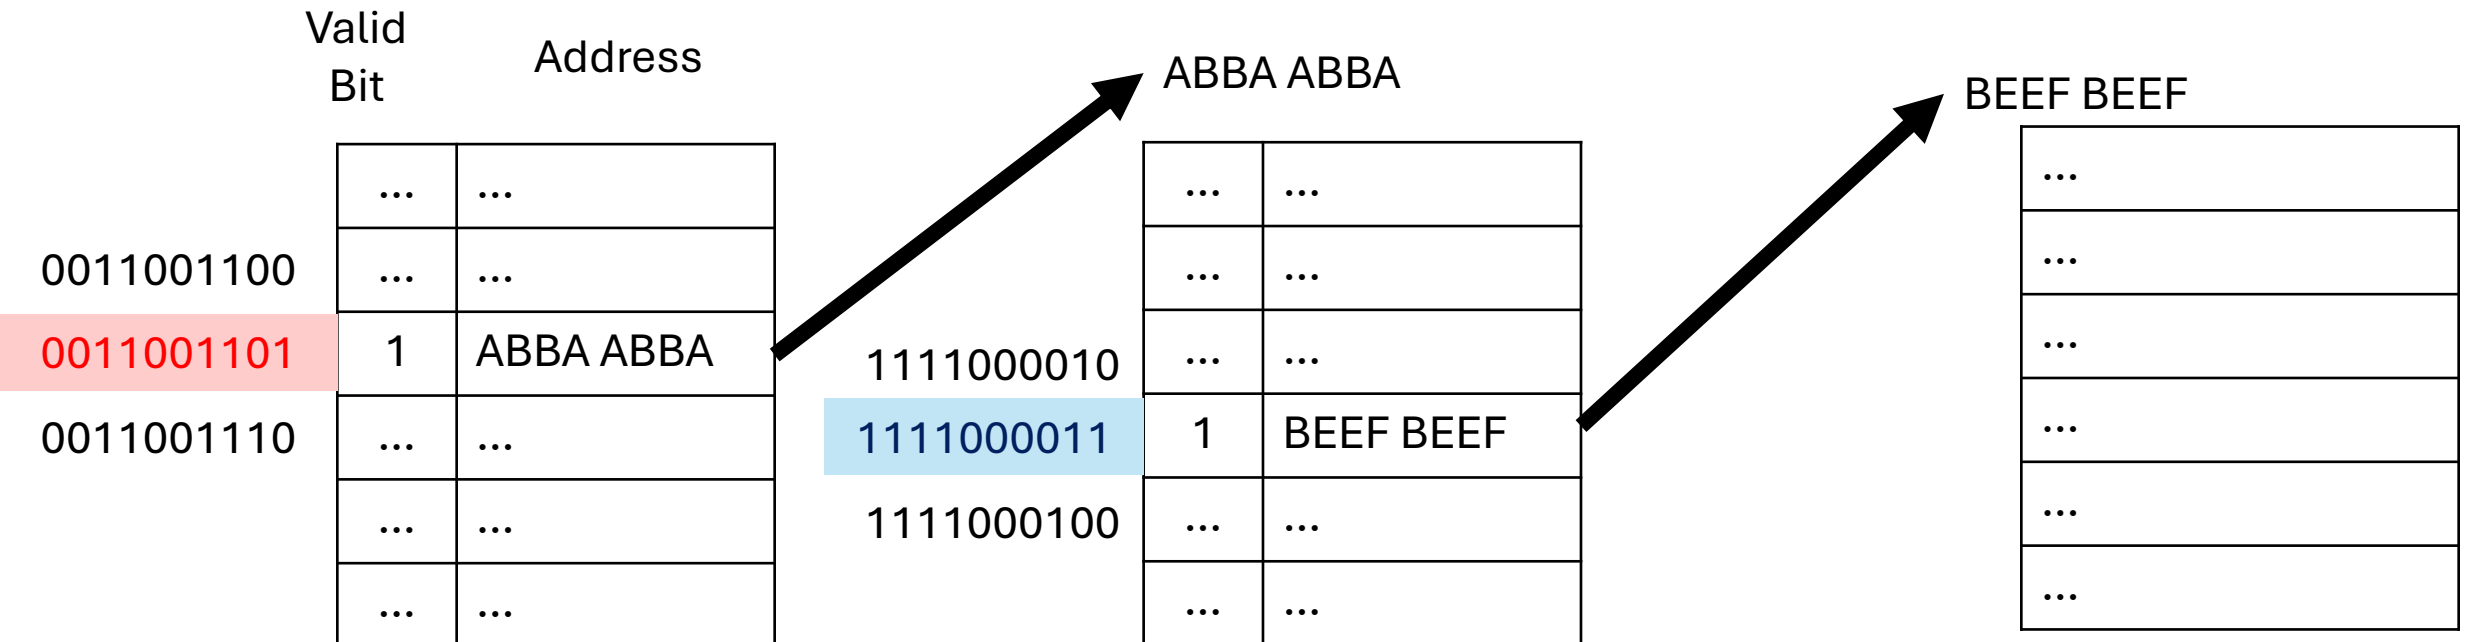 Valid
Bit
Address
ABBA ABBA
BEEF BEEF
... ...
0011001100 ... ...
0011001101 1 ABBA ABBA
0011001110 ... ...
... ...
... ...
... ...
... ...
1111000010 ... ...
1111000011 1 BEEF BEEF
1111000100 ... ...
... ...
...
...
...
...
...
...